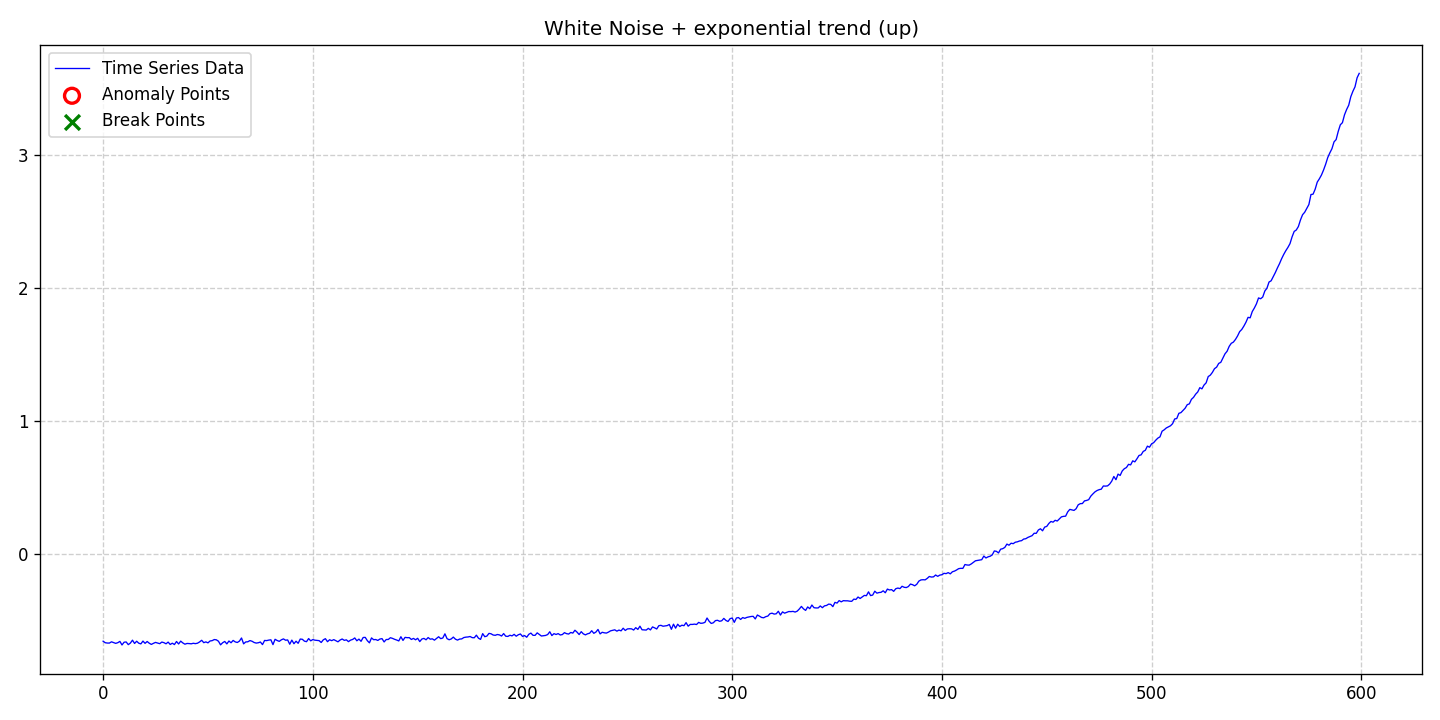 White Noise + exponential trend (up)
Time Series Data
Anomaly Points
Break Points
3
2
1
0
0 100 200 300 400 500 600